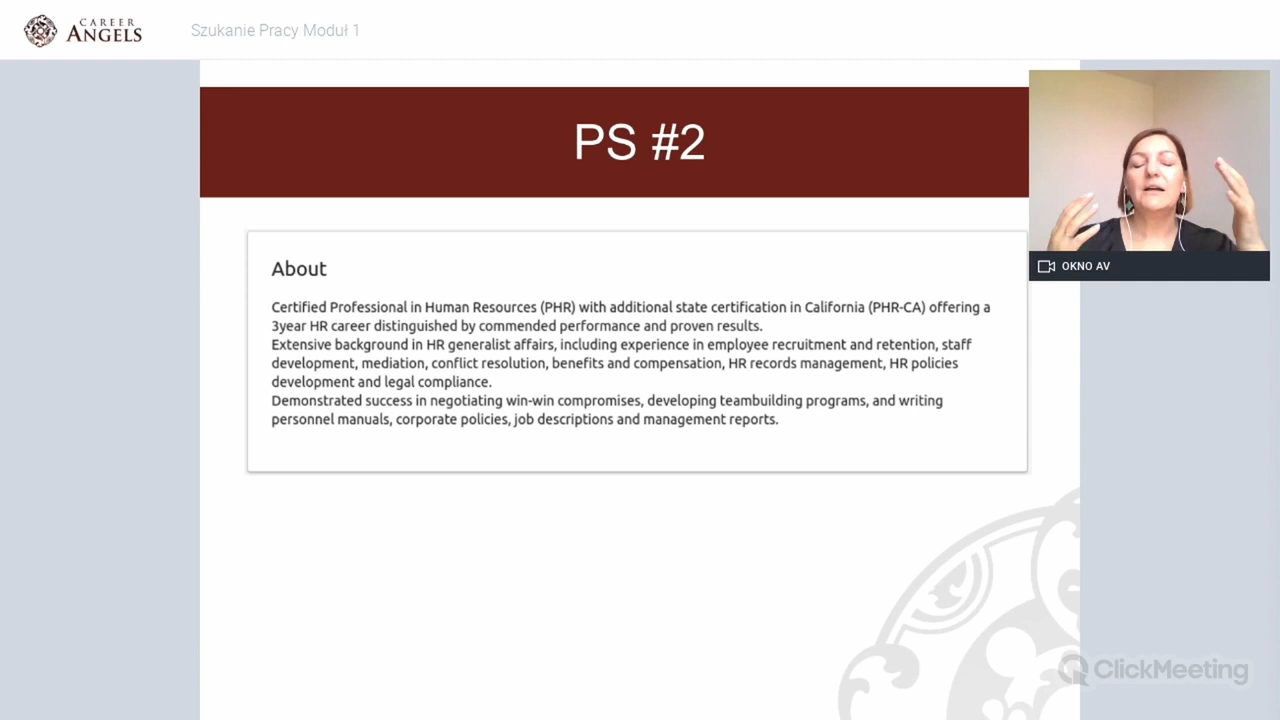 CAREER
ANGELS
Szukanie Pracy Moduł 1
PS #2
OKNO AV
About
Certified Professional in Human Resources (PHR) with additional state certification in California (PHR-CA) offering a
3year HR career distinguished by commended performance and proven results.
Extensive background in HR generalist affairs, including experience in employee recruitment and retention, staff
development, mediation, conflict resolution, benefits and compensation, HR records management, HR policies
development and legal compliance.
Demonstrated success in negotiating win-win compromises, developing teambuilding programs, and writing
personnel manuals, corporate policies, job descriptions and management reports.
ClickMeeting